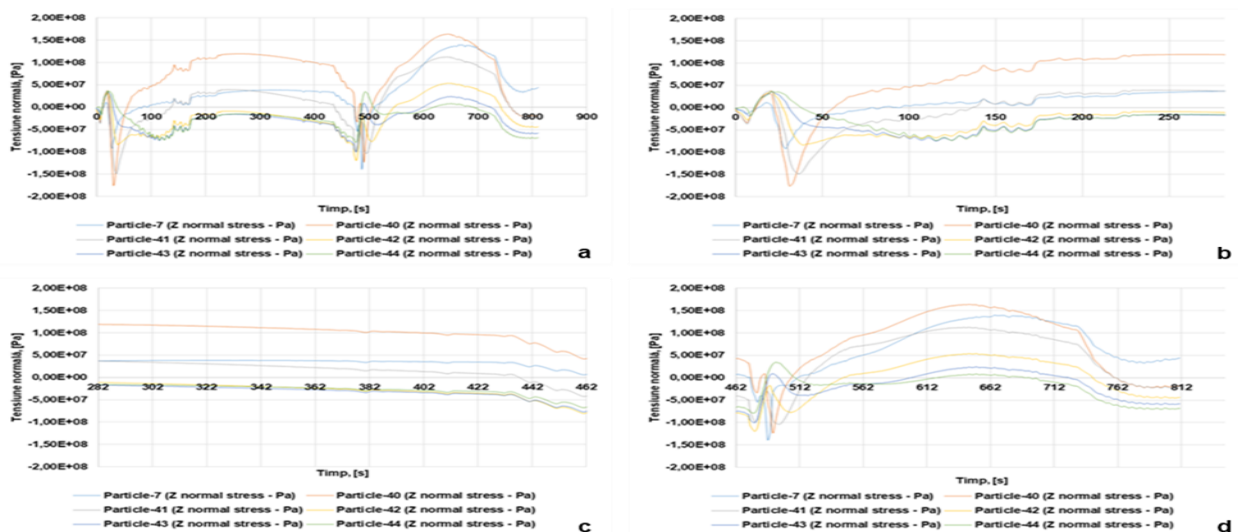 2,00E+08
1,50E+08
1,00E+08
5,00E+07
0,00E+00
-5,00E+07
-1,00E+08
-1,50E+08
-2,00E+08
Tensiune normală,[Pa]
0 100 200 300 400 500 600 700 800 900
Timp, [s]
Particle-7 (Z normal stress - Pa) Particle-40 (Z normal stress - Pa)
Particle-41 (Z normal stress - Pa) Particle-42 (Z normal stress - Pa)
Particle-43 (Z normal stress - Pa) Particle-44 (Z normal stress - Pa)
a
2,00E+08
1,50E+08
1,00E+08
5,00E+07
0,00E+00
-5,00E+07
-1,00E+08
-1,50E+08
-2,00E+08
Tensiune normală,[Pa]
0 50 100 150 200 250
Timp, [s]
Particle-7 (Z normal stress - Pa) Particle-40 (Z normal stress - Pa)
Particle-41 (Z normal stress - Pa) Particle-42 (Z normal stress - Pa)
Particle-43 (Z normal stress - Pa) Particle-44 (Z normal stress - Pa)
b
2,00E+08
1,50E+08
1,00E+08
5,00E+07
0,00E+00
-5,00E+07
-1,00E+08
-1,50E+08
-2,00E+08
Tensiune normală,[Pa]
282 302 322 342 362 382 402 422 442 462
Timp, [s]
Particle-7 (Z normal stress - Pa) Particle-40 (Z normal stress - Pa)
Particle-41 (Z normal stress - Pa) Particle-42 (Z normal stress - Pa)
Particle-43 (Z normal stress - Pa) Particle-44 (Z normal stress - Pa)
c
2,00E+08
1,50E+08
1,00E+08
5,00E+07
0,00E+00
-5,00E+07
-1,00E+08
-1,50E+08
-2,00E+08
Tensiune normală,[Pa]
462 512 562 612 662 712 762 812
Timp, [s]
Particle-7 (Z normal stress - Pa) Particle-40 (Z normal stress - Pa)
Particle-41 (Z normal stress - Pa) Particle-42 (Z normal stress - Pa)
Particle-43 (Z normal stress - Pa) Particle-44 (Z normal stress - Pa)
d